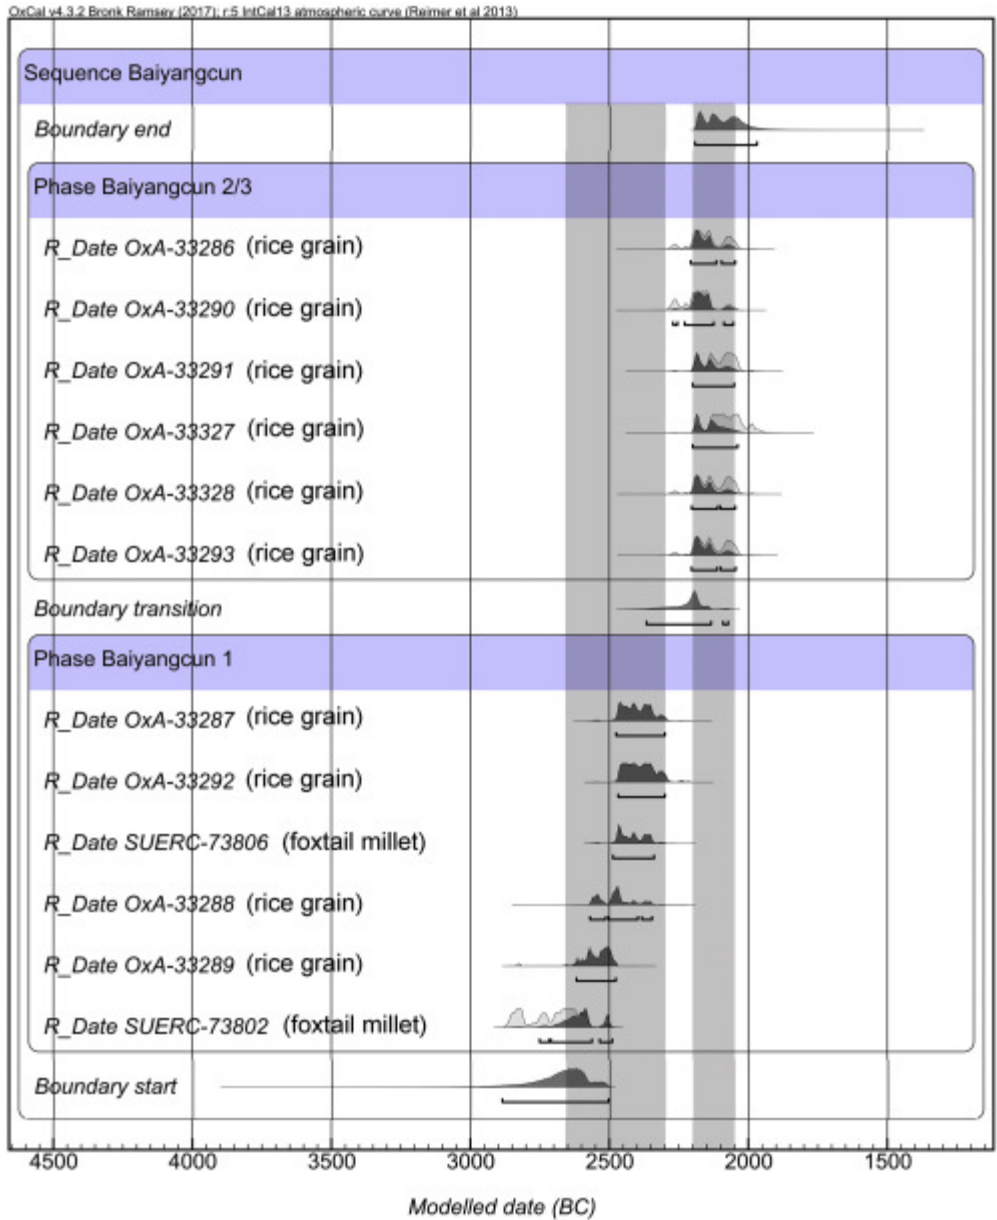 OxCal v4.3.2 Bronk Ramsey (2017); r:5 IntCal13 atmospheric curve (Reimer et al 2013)
Sequence Baiyangcun
Boundary end
Phase Baiyangcun 2/3
R_Date OxA-33286 (rice grain)
R_Date OxA-33290 (rice grain)
R_Date OxA-33291 (rice grain)
R_Date OxA-33327 (rice grain)
R_Date OxA-33328 (rice grain)
R_Date OxA-33293 (rice grain)
Boundary transition
Phase Baiyangcun 1
R_Date OxA-33287 (rice grain)
R_Date OxA-33292 (rice grain)
R_Date SUERC-73806 (foxtail millet)
R_Date OxA-33288 (rice grain)
R_Date OxA-33289 (rice grain)
R_Date SUERC-73802 (foxtail millet)
Boundary start
4500 4000 3500 3000 2500 2000 1500
Modelled date (BC)